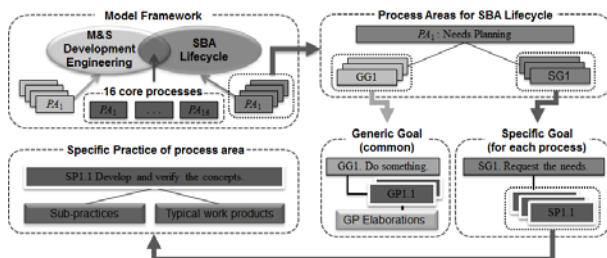 Model Framework
M&S
Development
Engineering
SBA
Lifecycle
PA1
16 core processes
PA1
. . .
PA16
PA1
Process Areas for SBA Lifecycle
PA1: Needs Planning
GG1
SG1
Generic Goal
(common)
GG1. Do something.
GP1.1
GP Elaborations
Specific Goal
(for each process)
SG1. Request the needs.
SP1.1
Specific Practice of process area
SP1.1 Develop and verify the concepts.
Sub-practices
Typical work products